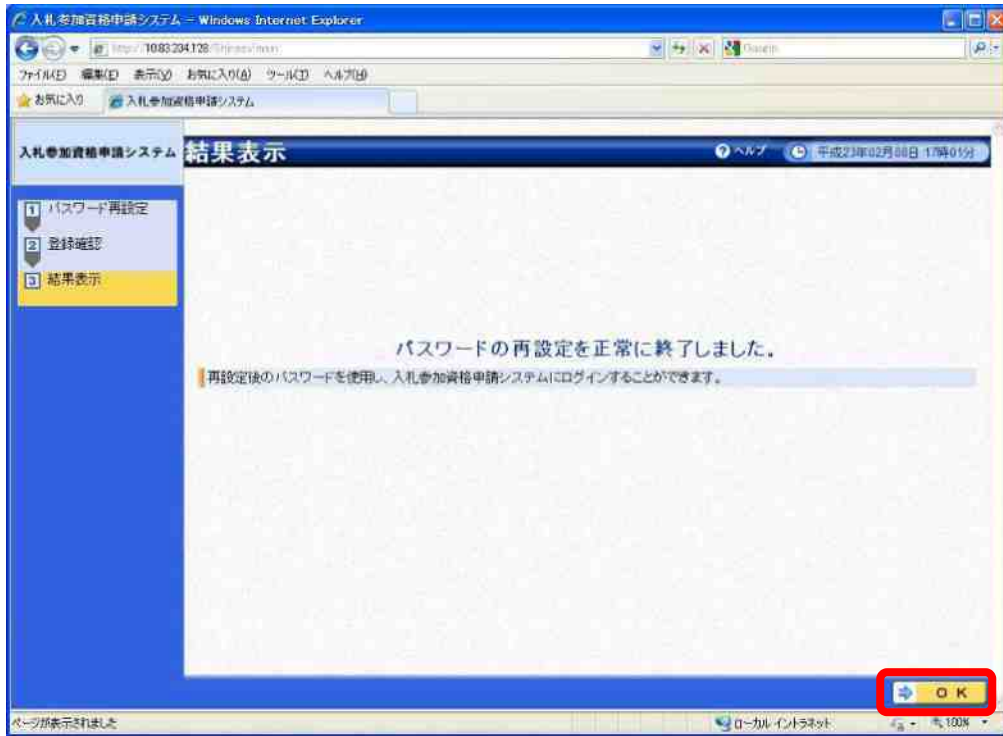 入札参加資格申請システム - Windows Internet Explorer
ファイル(F) 編集(E) 表示(V) お気に入り(A) ツール(T) ヘルプ(H)
お気に入り 入札参加資格申請システム
入札参加資格申請システム
結果表示
ヘルプ
平成23年02月08日 17時01分
1 パスワード再設定
2 登録確認
3 結果表示
パスワードの再設定を正常に終了しました。
再設定後のパスワードを使用し、入札参加資格申請システムにログインすることができます。
OK
ページが表示されました
ローカル イントラネット
100%